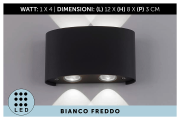 WATT: 1 X 4 | DIMENSIONI: (L) 12 X (H) 8 X (P) 3 CM
LED
BIANCO FREDDO